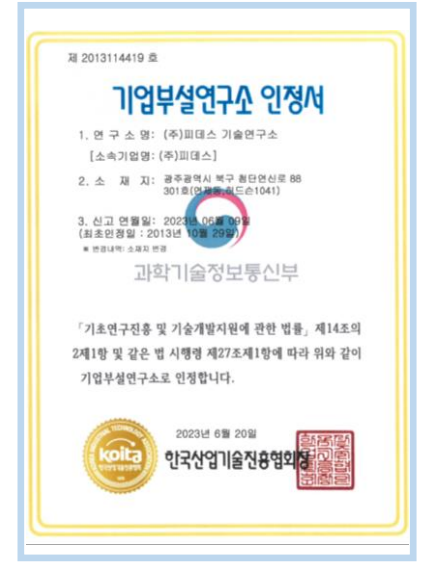 제 2013114419 호
기업부설연구소 인정서
1. 연 구 소 명: (주)피데스 기술연구소
[소속기업명: (주)피데스]
2. 소 재 지: 광주광역시 북구 첨단연신로 88
301호(연제동,리드슨1041)
3. 신고 연월일: 2023년 06월 09일
(최초인정일 : 2013년 10월 29일)
※ 변경내역: 소재지 변경
과학기술정보통신부
「기초연구진흥 및 기술개발지원에 관한 법률」 제14조의
2제1항 및 같은 법 시행령 제27조제1항에 따라 위와 같이
기업부설연구소로 인정합니다.
2023년 6월 20일
koita
한국산업기술진흥협회장